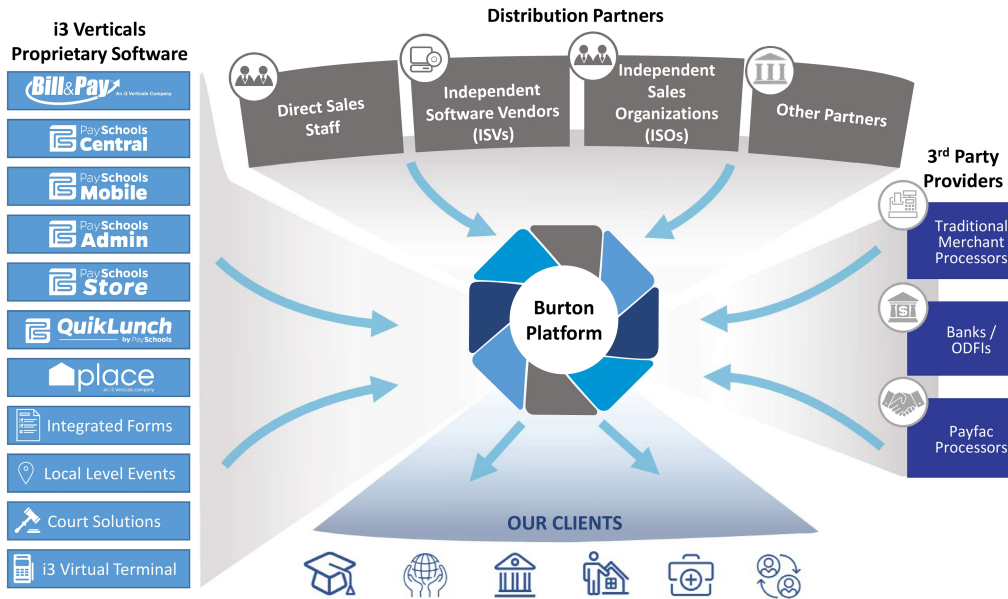 Distribution Partners
i3 Verticals
Proprietary Software
Bill&Pay
An i3 Verticals Company
PaySchools
Central
PaySchools
Mobile
PaySchools
Admin
PaySchools
Store
QuikLunch
by PaySchools
place
an i3 Verticals company
Integrated Forms
Local Level Events
Court Solutions
i3 Virtual Terminal
Direct Sales
Staff
Independent
Software Vendors
(ISVs)
Independent
Sales
Organizations
(ISOs)
Other Partners
3rd Party
Providers
Traditional
Merchant
Processors
Banks /
ODFIs
Payfac
Processors
Burton
Platform
OUR CLIENTS